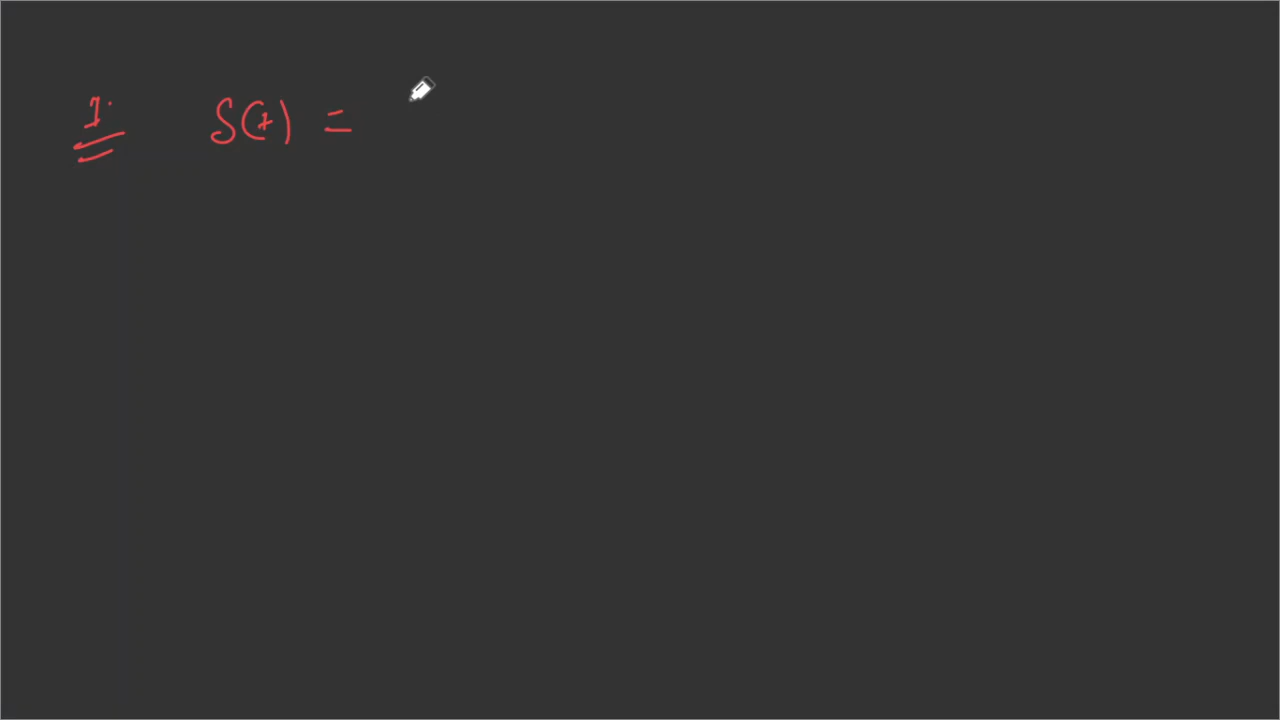 1. S(t) =